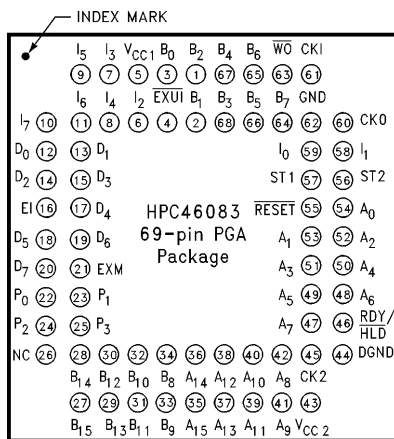 INDEX MARK
I5 I3 VCC1 B0 B2 B4 B6 WO CKI
9 7 5 3 1 67 65 63 61
I6 I4 I2 EXUI B1 B3 B5 B7 GND
I7 10 11 8 6 4 2 68 66 64 62 60 CKO
D0 12 13 D1 I0 59 58 I1
D2 14 15 D3 ST1 57 56 ST2
EI 16 17 D4 HPC46083 RESET 55 54 A0
D5 18 19 D6 69-pin PGA A1 53 52 A2
D7 20 21 EXM Package A3 51 50 A4
P0 22 23 P1 A5 49 48 A6
P2 24 25 P3 A7 47 46 RDY/HLD
NC 26 28 30 32 34 36 38 40 42 45 44 DGND
B14 B12 B10 B8 A14 A12 A10 A8 CK2
27 29 31 33 35 37 39 41 43
B15 B13 B11 B9 A15 A13 A11 A9 VCC2